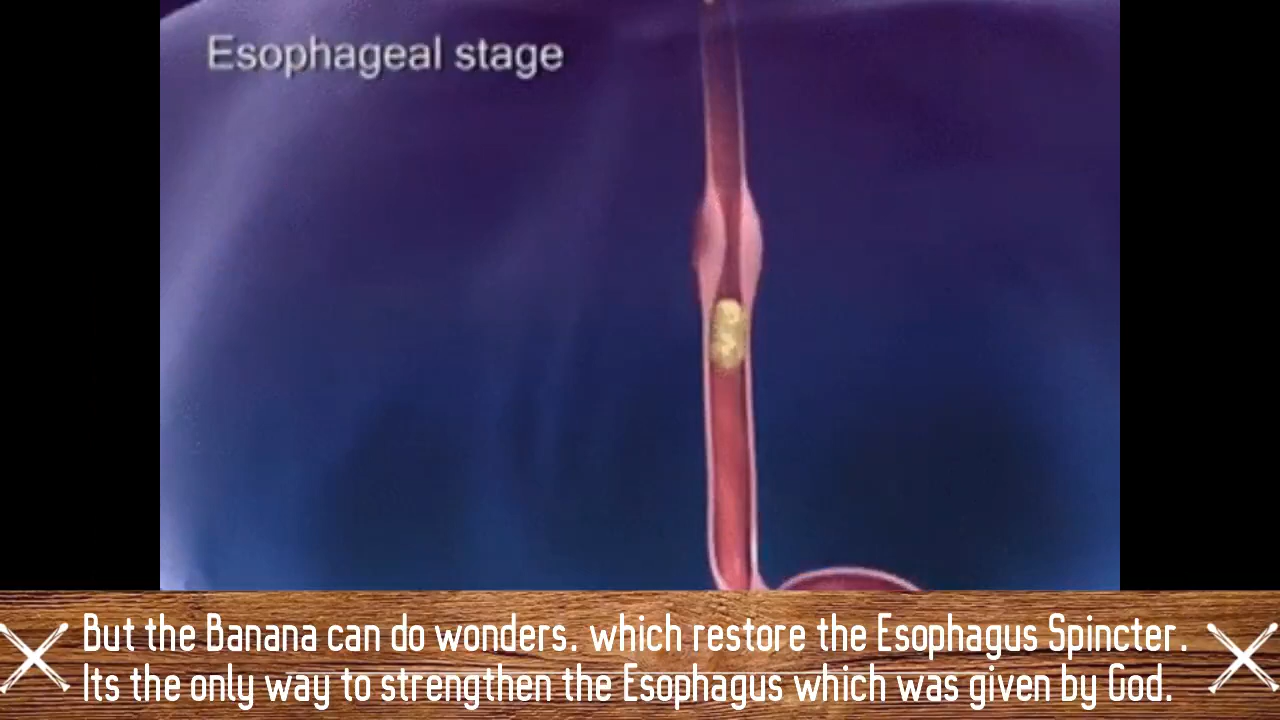 Esophageal stage
But the Banana can do wonders. which restore the Esophagus Spincter.
Its the only way to strengthen the Esophagus which was given by God.